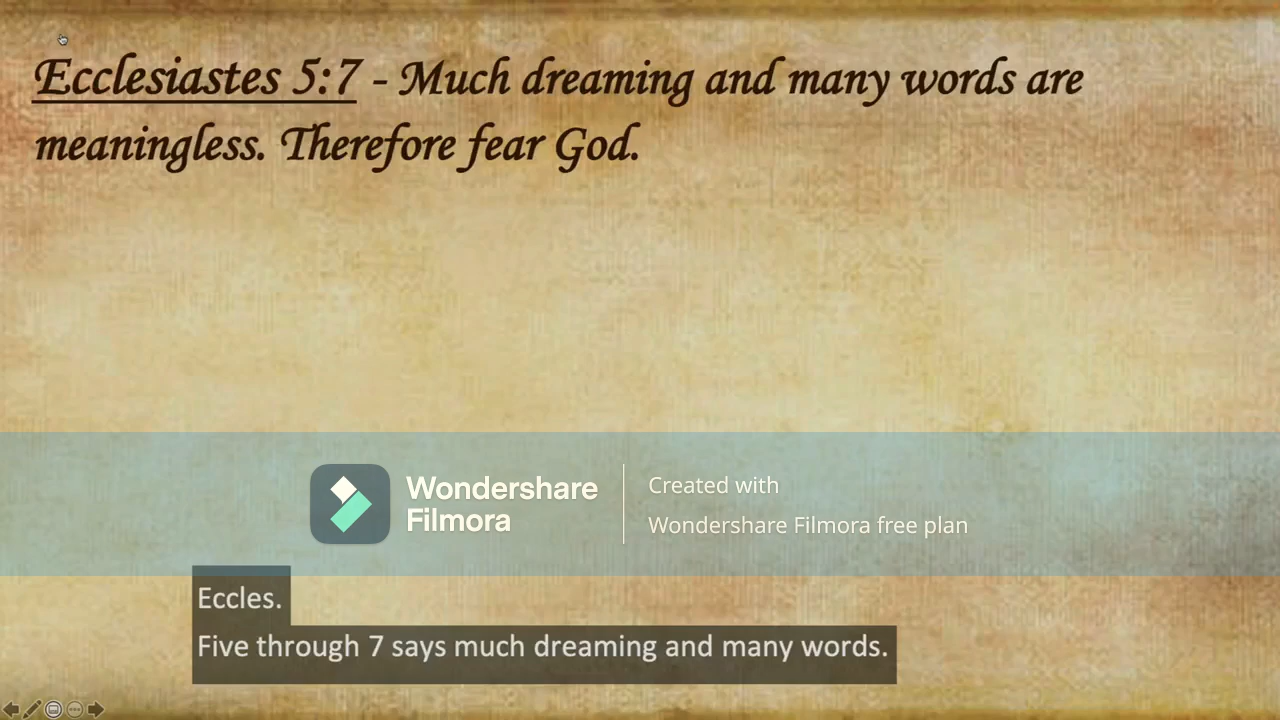 Ecclesiastes 5:7 - Much dreaming and many words are
meaningless. Therefore fear God.
Wondershare
Filmora
Created with
Wondershare Filmora free plan
Eccles.
Five through 7 says much dreaming and many words.